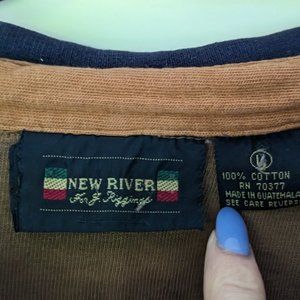 NEW RIVER
For J. Riggings
100% COTTON
RN 70377
MADE IN GUATEMALA
SEE CARE REVERSE